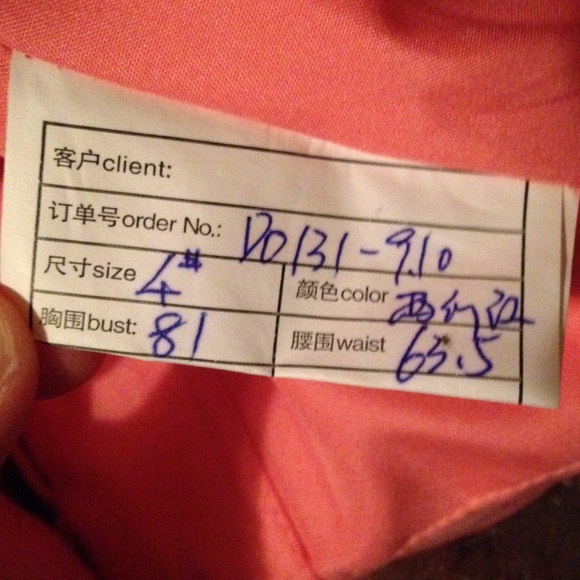 客户client:
订单号order No.: D0131-9.10
尺寸size 4# 颜色color 西瓜红
胸围bust: 81 腰围waist 63.5